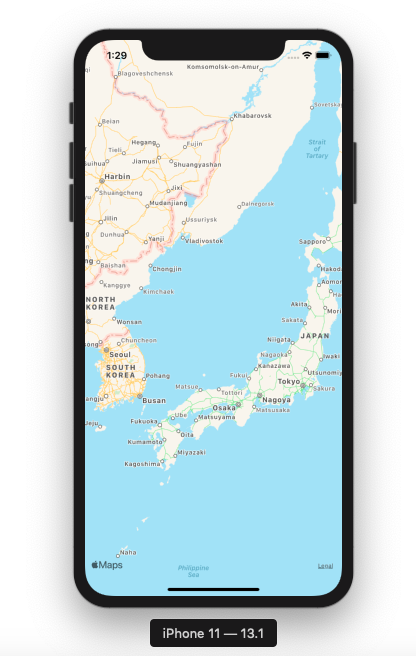 1:29
Komsomolsk-on-Amur
Blagoveshchensk
Sovetska
Khabarovsk
Beian
Strait
of
Tartary
Hegang
Fujin
Tieli
Jiamusi
Suihua
Shuangyashan
Harbin
Jixi
Shuangcheng
Mudanjiang
Dalnegorsk
Jilin
Ussuriysk
Dunhua
Yanji
Vladivostok
Sapporo
Baishan
Chongjin
Hakod
Kanggye
Kimchaek
Aomor
NORTH
KOREA
Akita
Mori
Wonsan
Sakata
JAPAN
Chuncheon
Niigata
Seoul
Nagaoka
Iwaki
SOUTH
KOREA
Kanazawa
Utsunomiy
Pohang
Fukui
Tokyo
Matsue
Tottori
Sakura
Busan
Nagoya
Osaka
Matsusaka
Ube
Matsuyama
Jeju
Fukuoka
Oita
Kumamoto
Miyazaki
Kagoshima
Naha
Maps
Philippine
Sea
Legal
iPhone 11 — 13.1